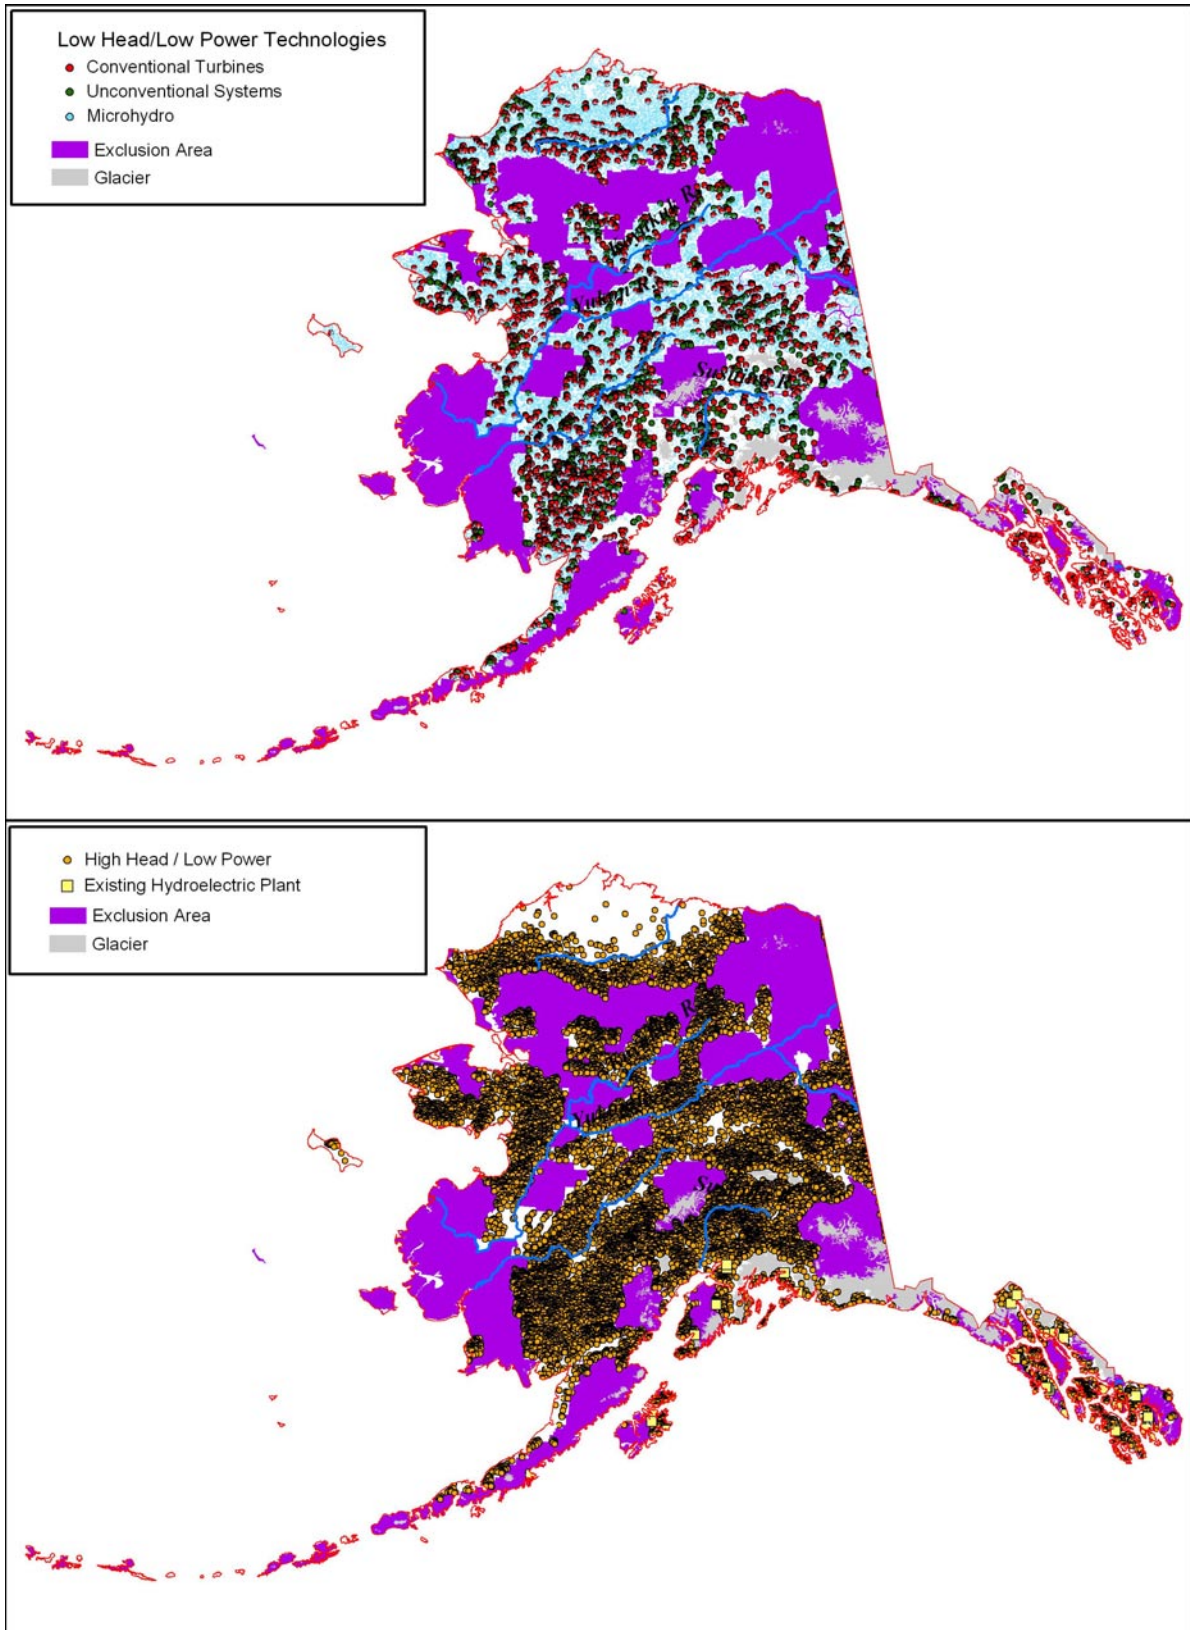 Low Head/Low Power Technologies
Conventional Turbines
Unconventional Systems
Microhydro
Exclusion Area
Glacier
R.
Yukon R.
Susitna R.
High Head / Low Power
Existing Hydroelectric Plant
Exclusion Area
Glacier
R.